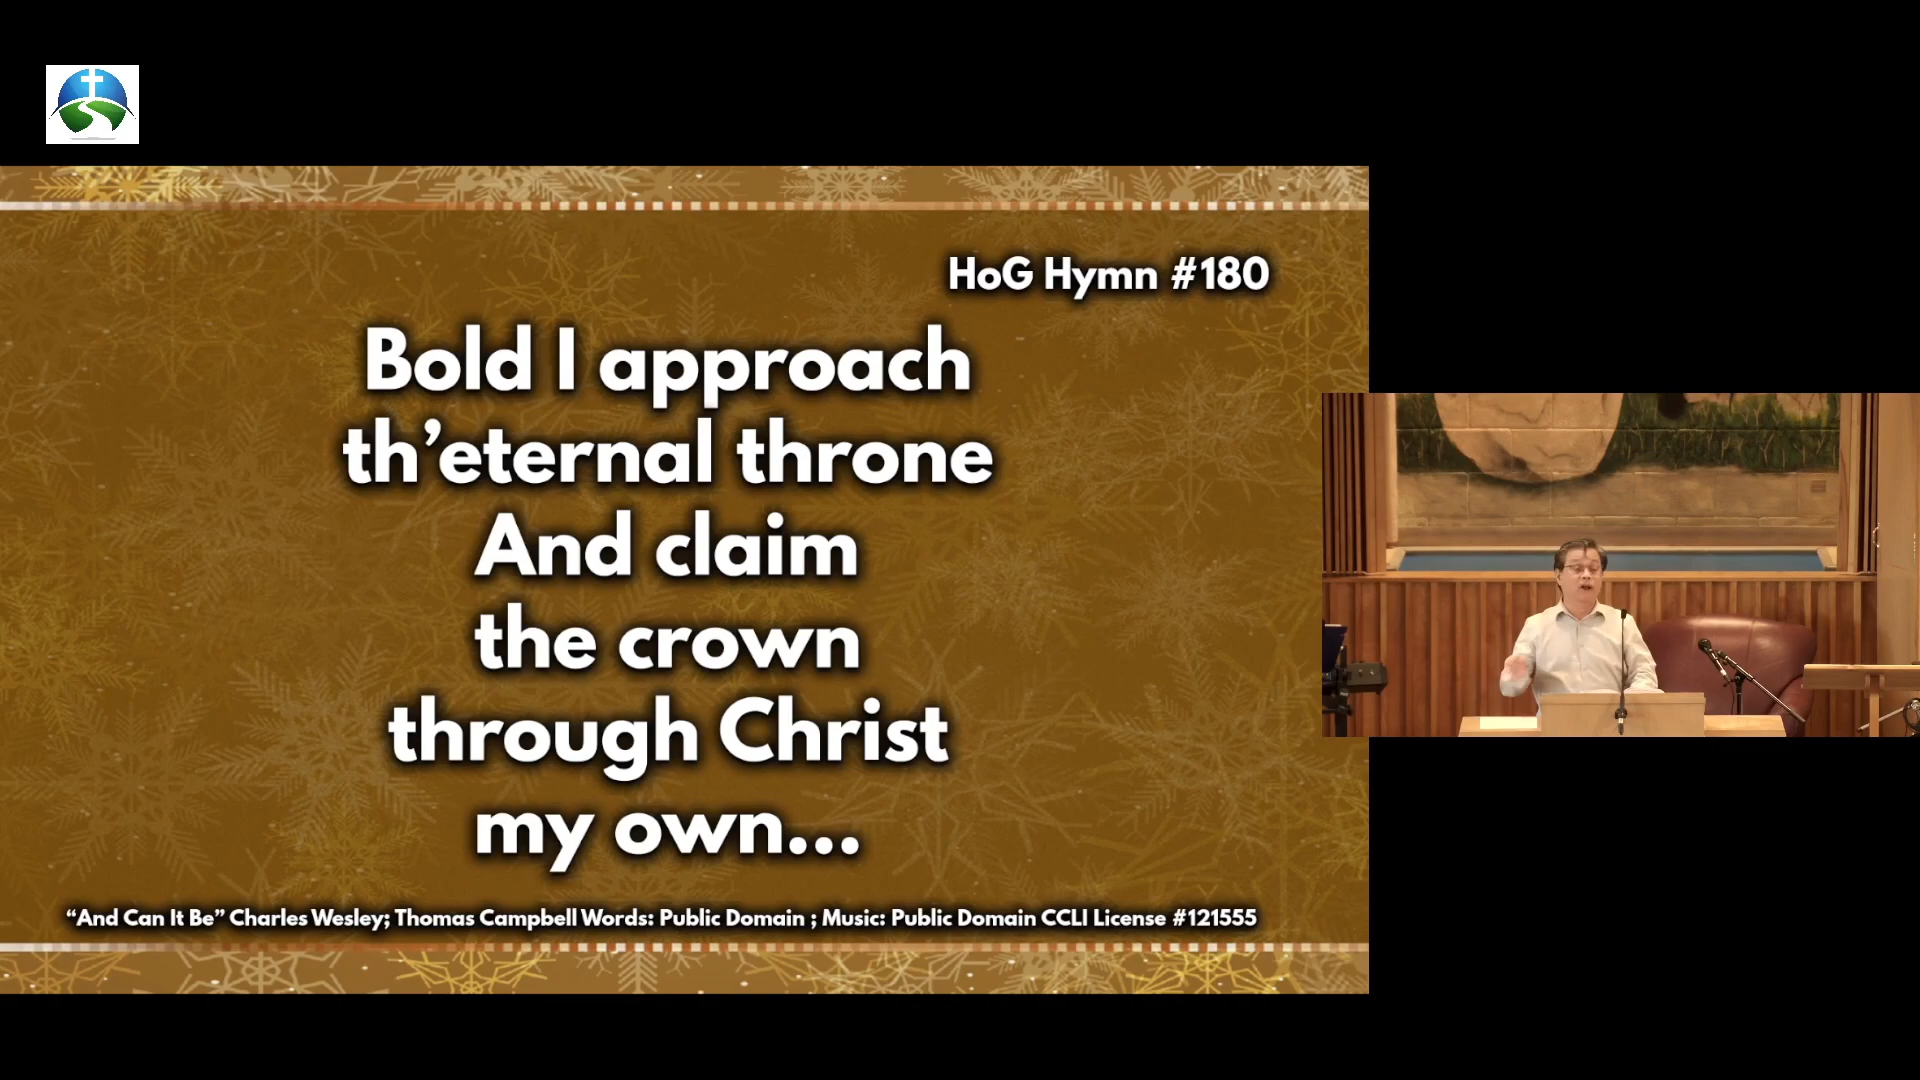 HoG Hymn #180
Bold I approach
th’eternal throne
And claim
the crown
through Christ
my own...
“And Can It Be” Charles Wesley; Thomas Campbell Words: Public Domain ; Music: Public Domain CCLI License #121555